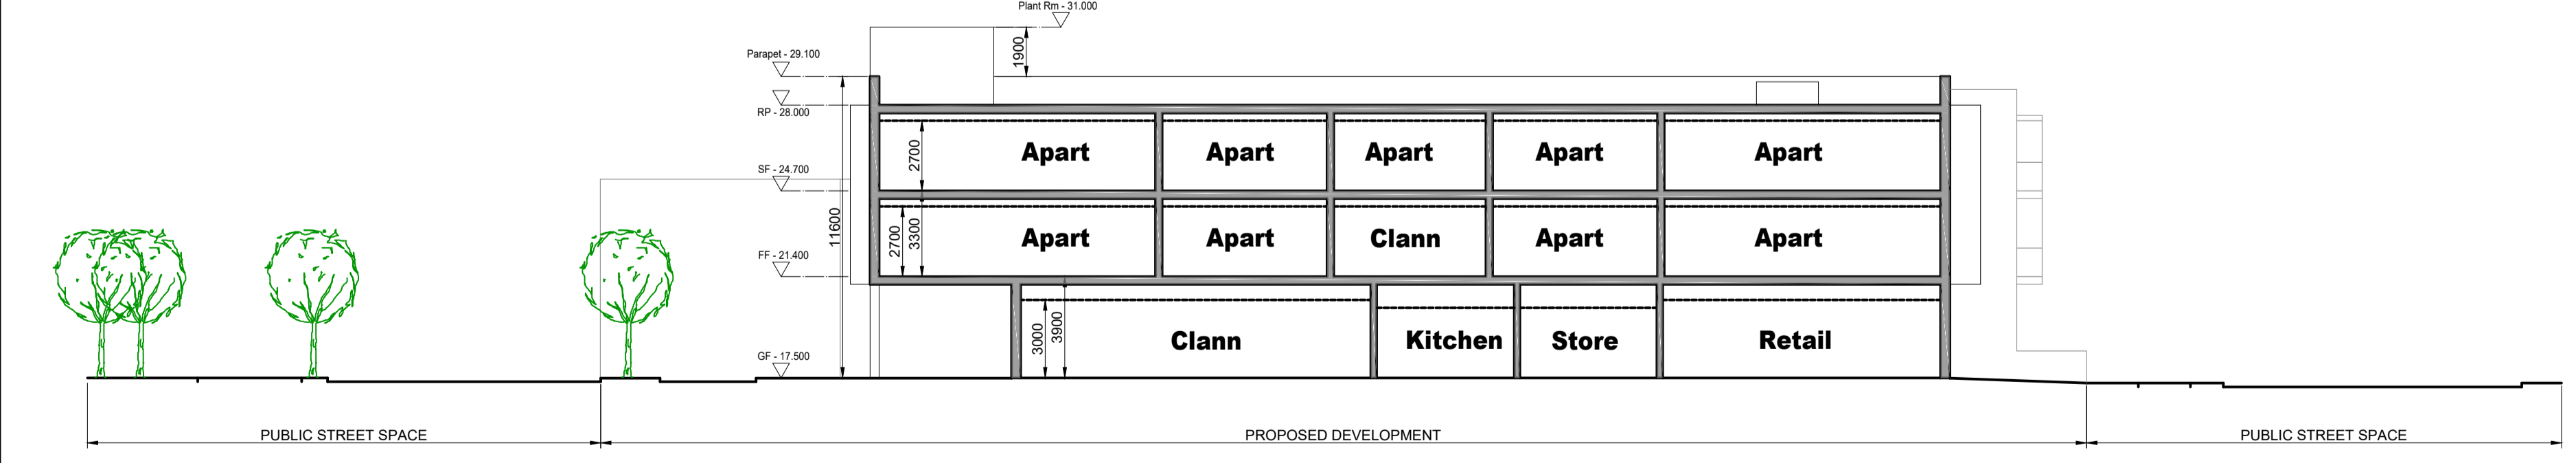 Plant Rm - 31.000
1900
Parapet - 29.100
RP - 28.000
2700
Apart
Apart
Apart
Apart
Apart
SF - 24.700
11600
2700
3300
Apart
Apart
Clann
Apart
Apart
FF - 21.400
3000
3900
Clann
Kitchen
Store
Retail
GF - 17.500
PUBLIC STREET SPACE
PROPOSED DEVELOPMENT
PUBLIC STREET SPACE